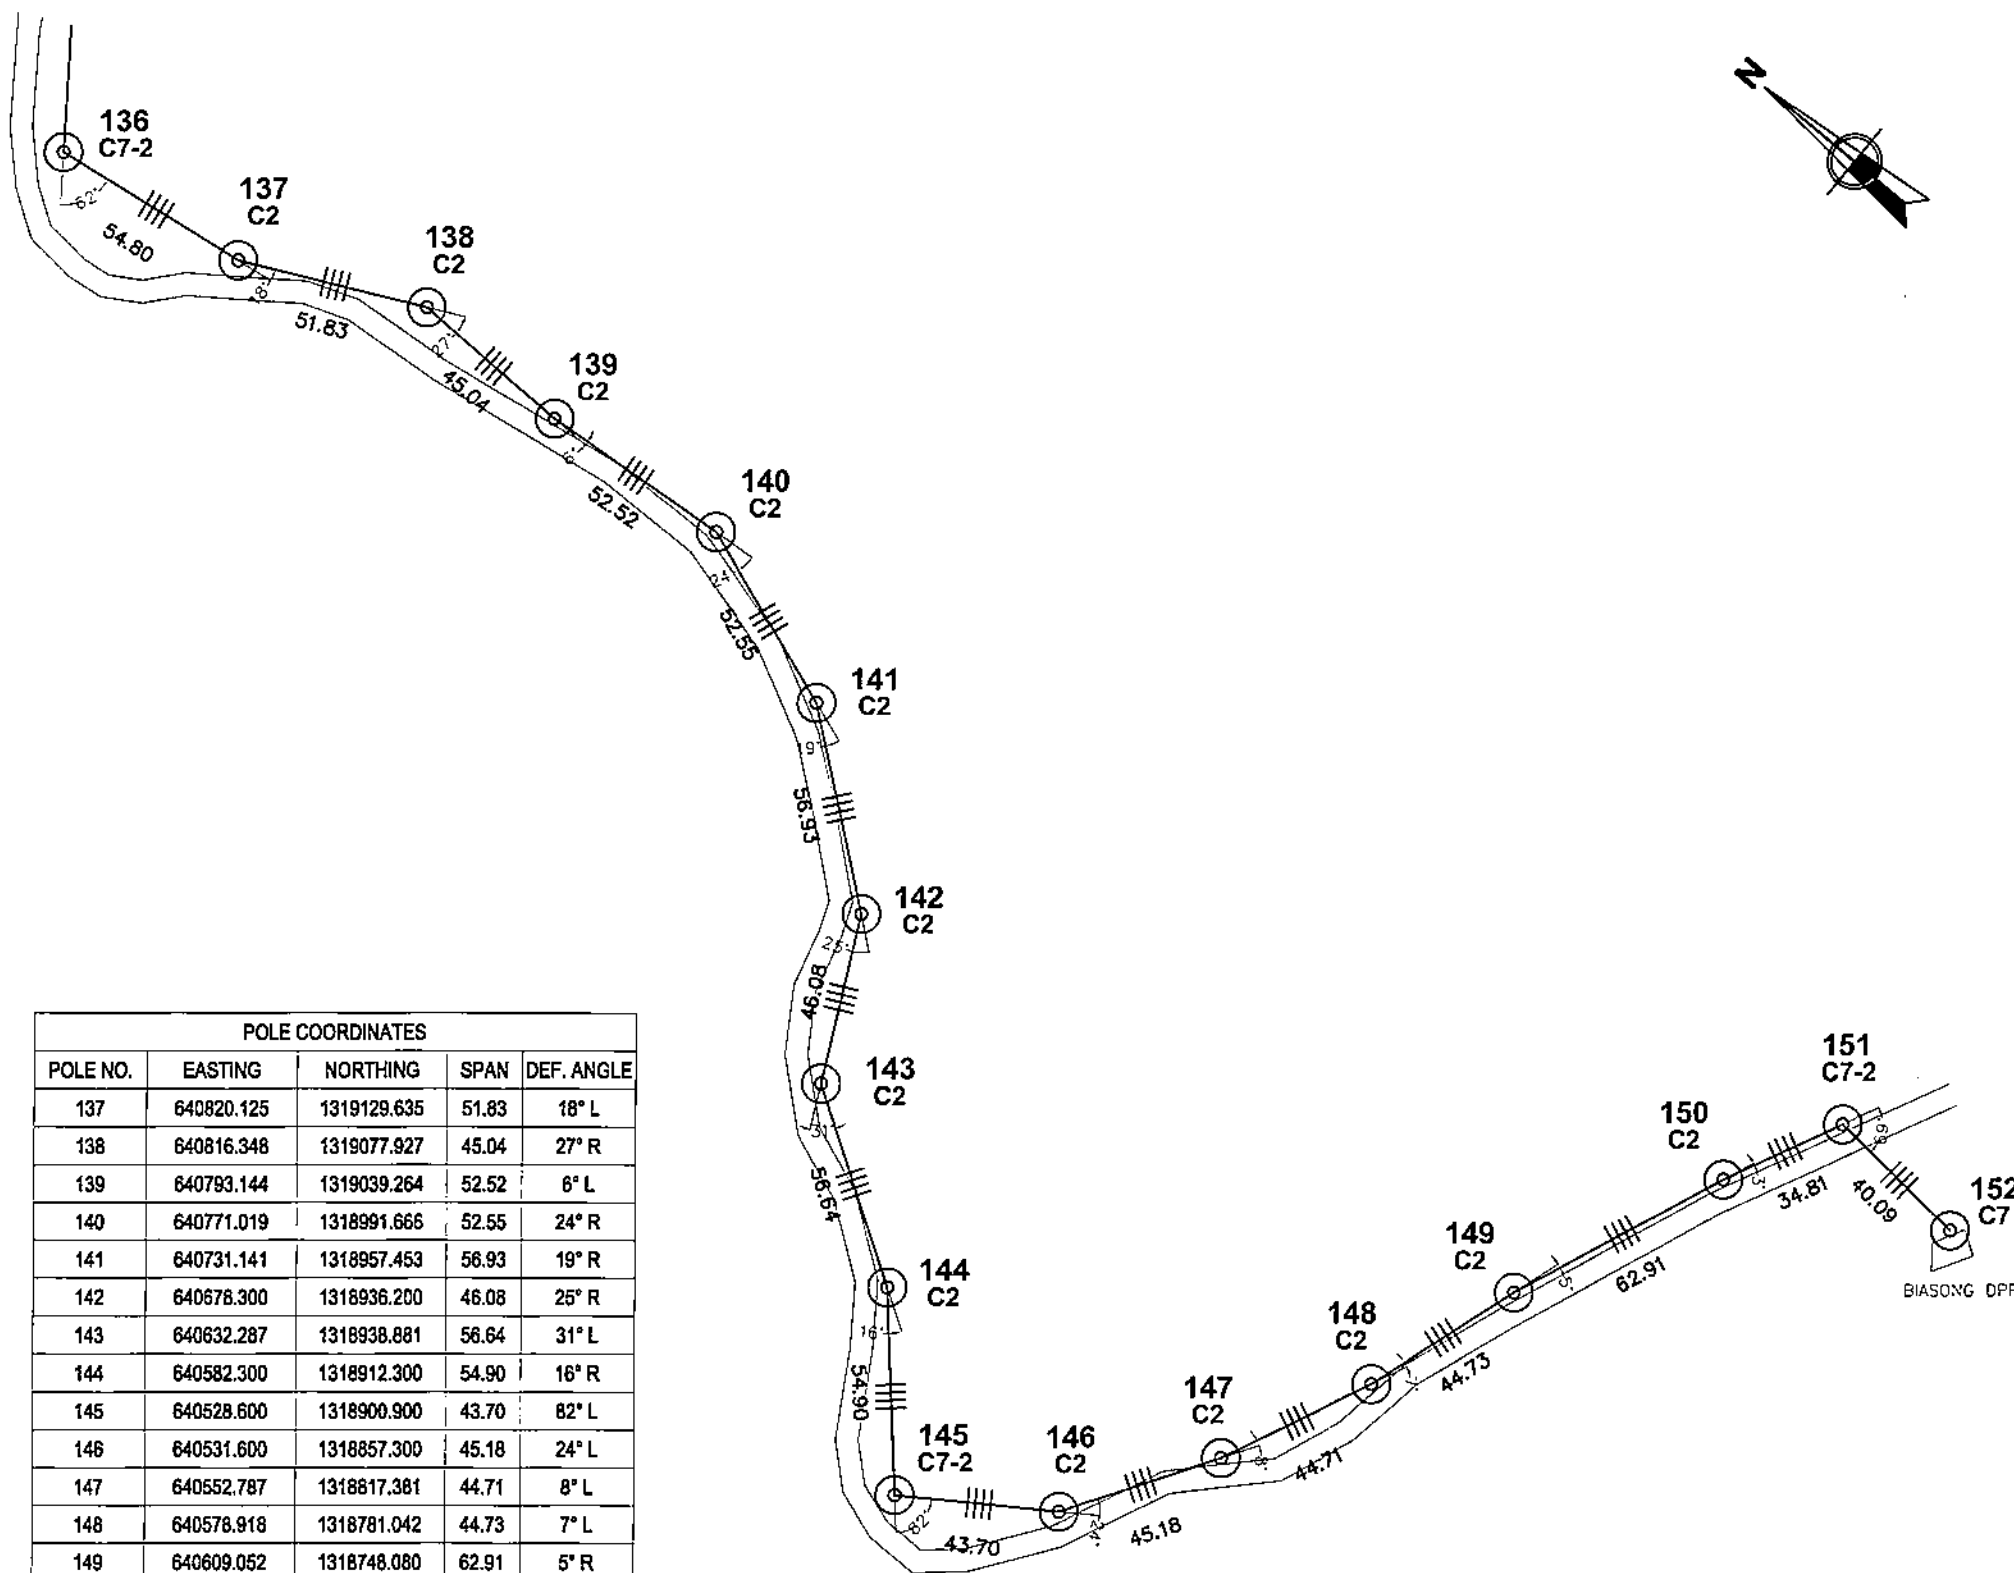 N
136
C7-2
62°
54.80
137
C2
18°
51.83
138
C2
27°
45.04
139
C2
6°
52.52
140
C2
24°
52.55
141
C2
19°
56.93
142
C2
25°
46.08
143
C2
31°
56.64
144
C2
16°
54.90
145
C7-2
82°
43.70
146
C2
24°
45.18
147
C2
8°
44.71
148
C2
7°
44.73
149
C2
5°
62.91
150
C2
3°
34.81
151
C7-2
69°
40.09
152
C7
BIASONG
POLE COORDINATES
POLE NO. EASTING NORTHING SPAN DEF. ANGLE
137 640820.125 1319129.635 51.83 18° L
138 640816.348 1319077.927 45.04 27° R
139 640793.144 1319039.264 52.52 6° L
140 640771.019 1318991.666 52.55 24° R
141 640731.141 1318957.453 56.93 19° R
142 640678.300 1318936.200 46.08 25° R
143 640632.287 1318938.881 56.64 31° L
144 640582.300 1318912.300 54.90 16° R
145 640528.600 1318900.900 43.70 82° L
146 640531.600 1318857.300 45.18 24° L
147 640552.787 1318817.381 44.71 8° L
148 640578.918 1318781.042 44.73 7° L
149 640609.052 1318748.080 62.91 5° R